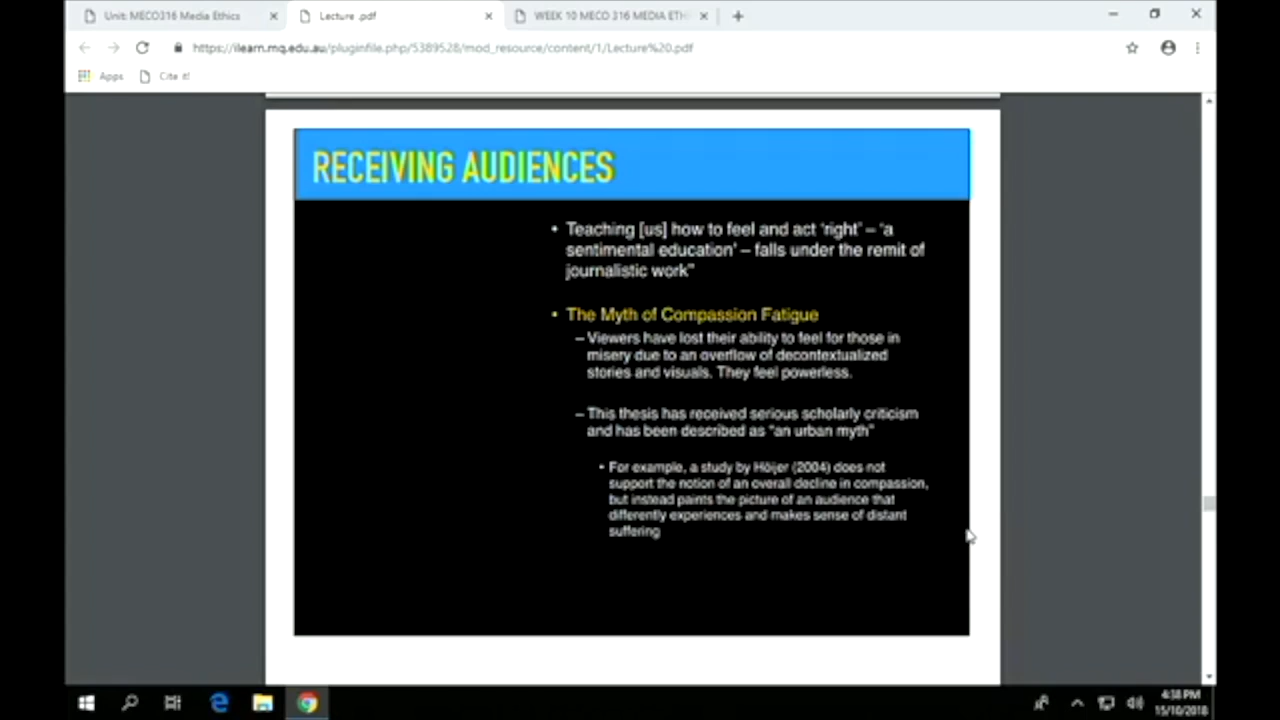 Unit: MECO316 Media Ethics
Lecture .pdf
WEEK 10 MECO 316 MEDIA ETH
https://ilearn.mq.edu.au/pluginfile.php/5389528/mod_resource/content/1/Lecture%20.pdf
Apps
Cite it!
RECEIVING AUDIENCES
• Teaching [us] how to feel and act ‘right’ – ‘a
sentimental education’ – falls under the remit of
journalistic work”
• The Myth of Compassion Fatigue
– Viewers have lost their ability to feel for those in
misery due to an overflow of decontextualized
stories and visuals. They feel powerless.
– This thesis has received serious scholarly criticism
and has been described as “an urban myth”
• For example, a study by Höijer (2004) does not
support the notion of an overall decline in compassion,
but instead paints the picture of an audience that
differently experiences and makes sense of distant
suffering
4:38 PM
15/10/2018